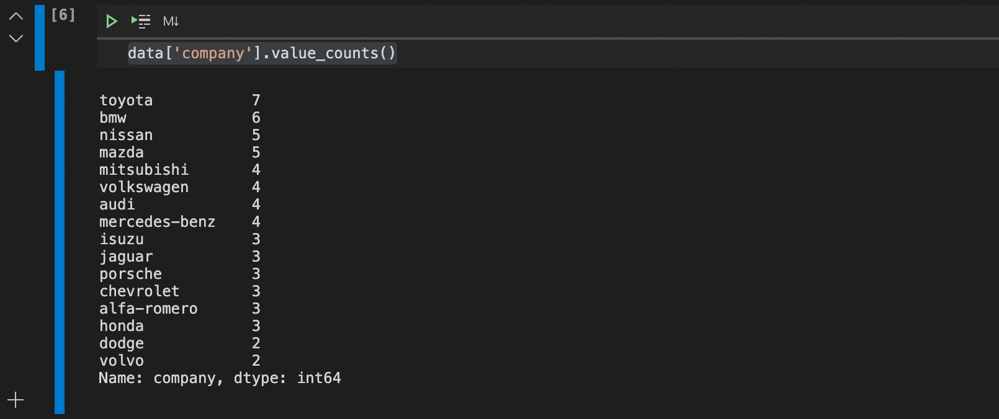 [6]
M↓
data['company'].value_counts()
toyota           7
bmw              6
nissan           5
mazda            5
mitsubishi       4
volkswagen       4
audi             4
mercedes-benz    4
isuzu            3
jaguar           3
porsche          3
chevrolet        3
alfa-romero      3
honda            3
dodge            2
volvo            2
Name: company, dtype: int64